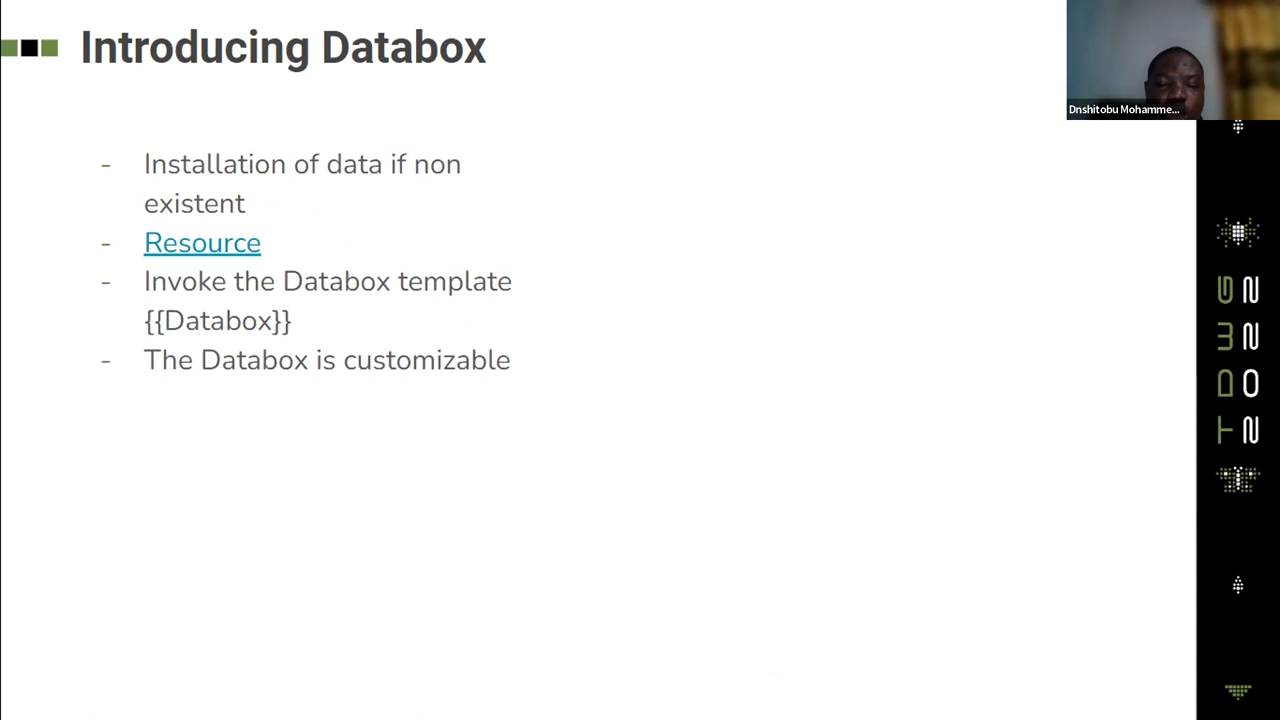 Introducing Databox
Dnshitobu Mohamme...
- Installation of data if non
existent
- Resource
- Invoke the Databox template
{{Databox}}
- The Databox is customizable